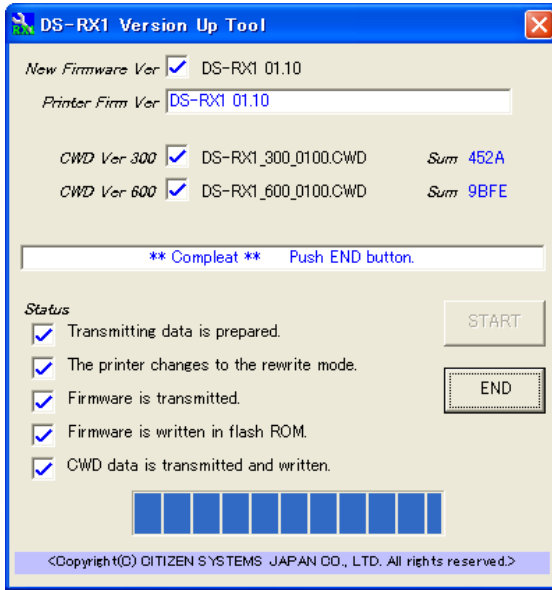 DS-RX1 Version Up Tool
New Firmware Ver DS-RX1 01.10
Printer Firm Ver DS-RX1 01.10
CWD Ver 300 DS-RX1_300_0100.CWD Sum 452A
CWD Ver 600 DS-RX1_600_0100.CWD Sum 9BFE
** Compleat ** Push END button.
Status
START
Transmitting data is prepared.
The printer changes to the rewrite mode.
END
Firmware is transmitted.
Firmware is written in flash ROM.
CWD data is transmitted and written.
<Copyright(C) CITIZEN SYSTEMS JAPAN CO., LTD. All rights reserved.>